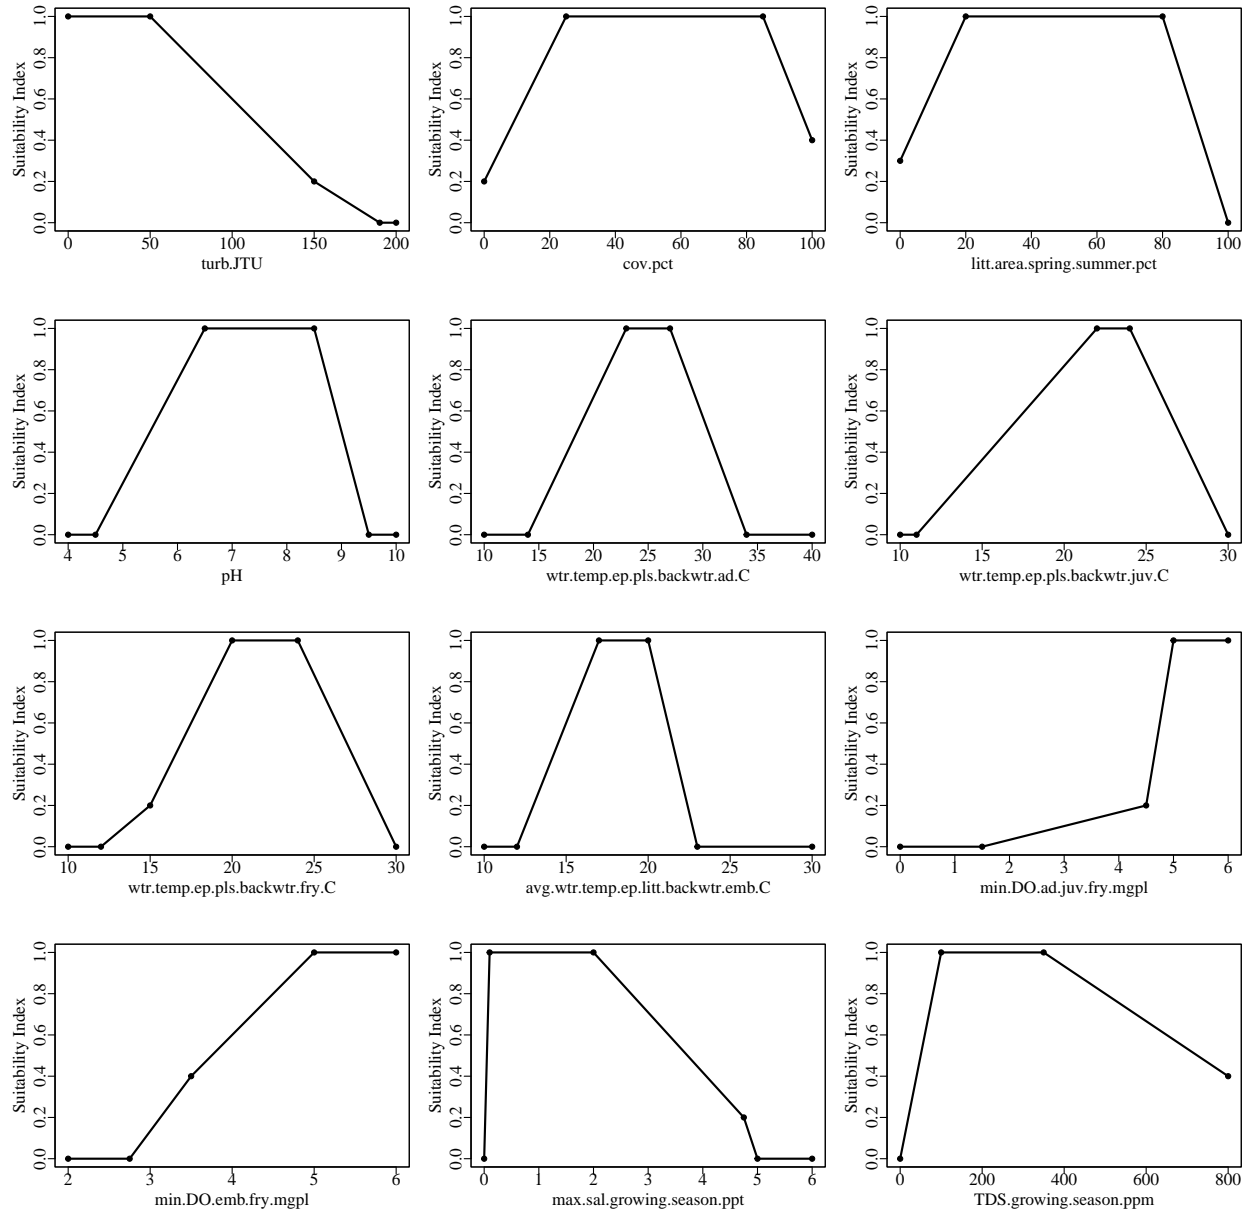 Suitability Index
0.0 0.2 0.4 0.6 0.8 1.0
0 50 100 150 200
turb.JTU
Suitability Index
0.0 0.2 0.4 0.6 0.8 1.0
0 20 40 60 80 100
cov.pct
Suitability Index
0.0 0.2 0.4 0.6 0.8 1.0
0 20 40 60 80 100
litt.area.spring.summer.pct
Suitability Index
0.0 0.2 0.4 0.6 0.8 1.0
4 5 6 7 8 9 10
pH
Suitability Index
0.0 0.2 0.4 0.6 0.8 1.0
10 15 20 25 30 35 40
wtr.temp.ep.pls.backwtr.ad.C
Suitability Index
0.0 0.2 0.4 0.6 0.8 1.0
10 15 20 25 30
wtr.temp.ep.pls.backwtr.juv.C
Suitability Index
0.0 0.2 0.4 0.6 0.8 1.0
10 15 20 25 30
wtr.temp.ep.pls.backwtr.fry.C
Suitability Index
0.0 0.2 0.4 0.6 0.8 1.0
10 15 20 25 30
avg.wtr.temp.ep.litt.backwtr.emb.C
Suitability Index
0.0 0.2 0.4 0.6 0.8 1.0
0 1 2 3 4 5 6
min.DO.ad.juv.fry.mgpl
Suitability Index
0.0 0.2 0.4 0.6 0.8 1.0
2 3 4 5 6
min.DO.emb.fry.mgpl
Suitability Index
0.0 0.2 0.4 0.6 0.8 1.0
0 1 2 3 4 5 6
max.sal.growing.season.ppt
Suitability Index
0.0 0.2 0.4 0.6 0.8 1.0
0 200 400 600 800
TDS.growing.season.ppm